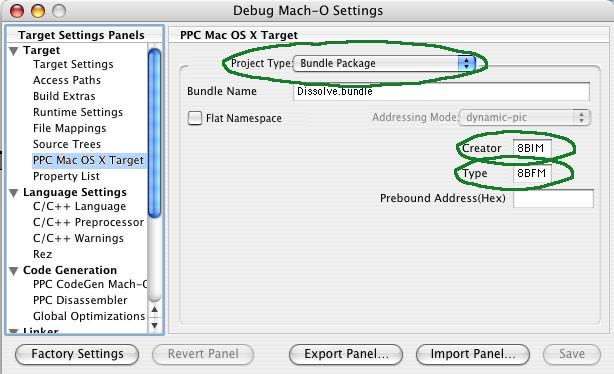 Debug Mach-O Settings
Target Settings Panels
Target
Target Settings
Access Paths
Build Extras
Runtime Settings
File Mappings
Source Trees
PPC Mac OS X Target
Property List
Language Settings
C/C++ Language
C/C++ Preprocessor
C/C++ Warnings
Rez
Code Generation
PPC CodeGen Mach-O
PPC Disassembler
Global Optimizations
Linker
PPC Mac OS X Target
Project Type: Bundle Package
Bundle Name Dissolve.bundle
Flat Namespace Addressing Mode: dynamic-pic
Creator 8BIM
Type 8BFM
Prebound Address(Hex)
Factory Settings Revert Panel Export Panel... Import Panel... Save